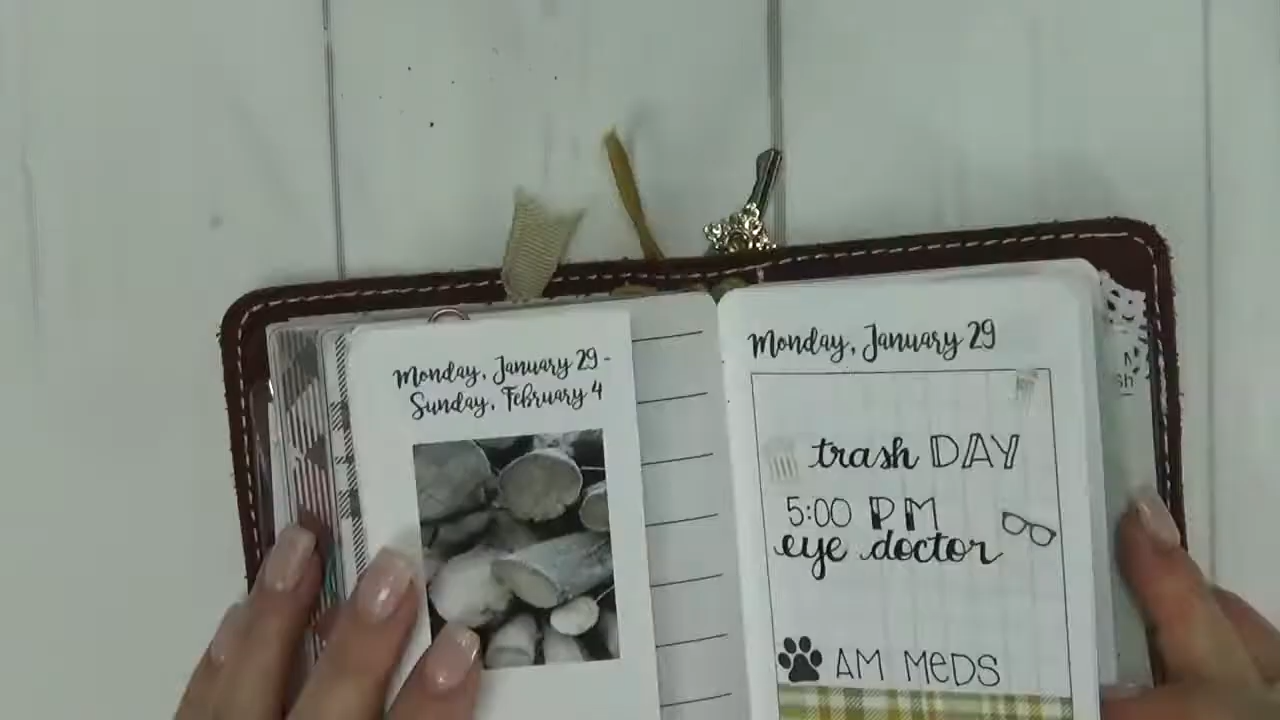 Monday, January 29 -
Sunday, February 4
Monday, January 29
trash DAY
5:00 PM
eye doctor
AM MeDS